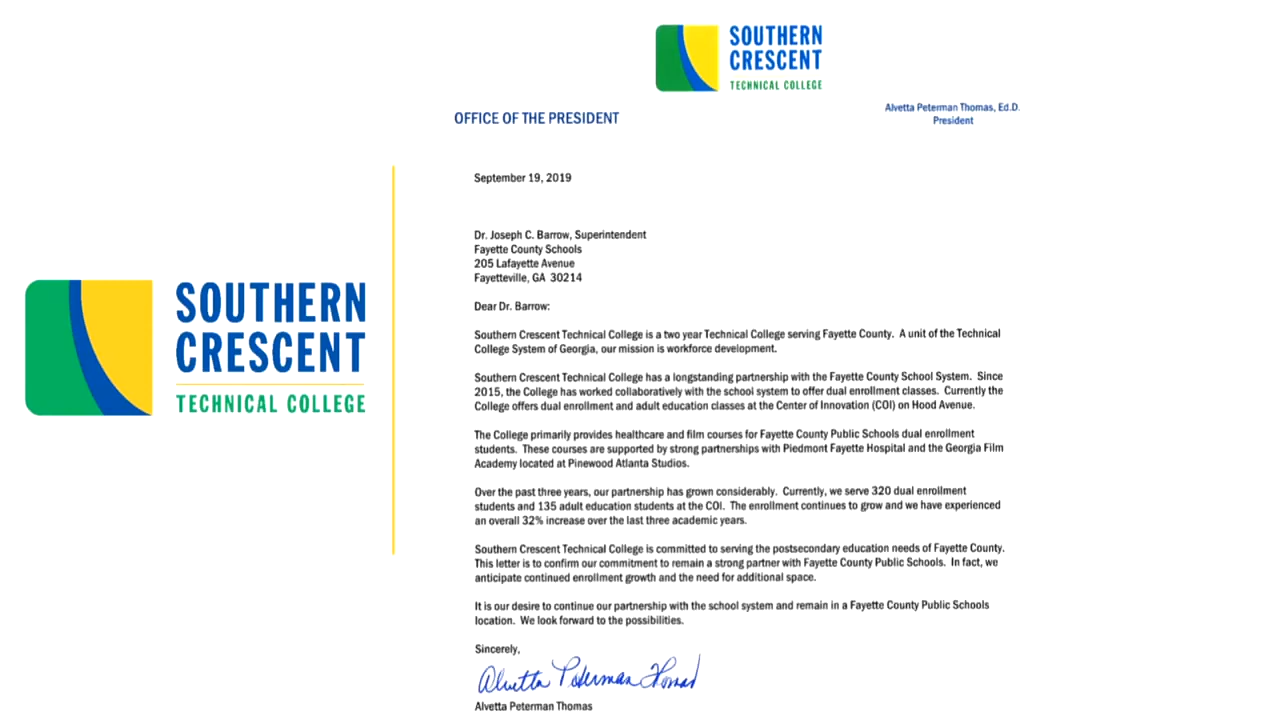 SOUTHERN
CRESCENT
TECHNICAL COLLEGE
SOUTHERN
CRESCENT
TECHNICAL COLLEGE
OFFICE OF THE PRESIDENT
Alvetta Peterman Thomas, Ed.D.
President
September 19, 2019
Dr. Joseph C. Barrow, Superintendent
Fayette County Schools
205 Lafayette Avenue
Fayetteville, GA 30214
Dear Dr. Barrow:
Southern Crescent Technical College is a two year Technical College serving Fayette County. A unit of the Technical
College System of Georgia, our mission is workforce development.
Southern Crescent Technical College has a longstanding partnership with the Fayette County School System. Since
2015, the College has worked collaboratively with the school system to offer dual enrollment classes. Currently the
College offers dual enrollment and adult education classes at the Center of Innovation (COI) on Hood Avenue.
The College primarily provides healthcare and film courses for Fayette County Public Schools dual enrollment
students. These courses are supported by strong partnerships with Piedmont Fayette Hospital and the Georgia Film
Academy located at Pinewood Atlanta Studios.
Over the past three years, our partnership has grown considerably. Currently, we serve 320 dual enrollment
students and 135 adult education students at the COI. The enrollment continues to grow and we have experienced
an overall 32% increase over the last three academic years.
Southern Crescent Technical College is committed to serving the postsecondary education needs of Fayette County.
This letter is to confirm our commitment to remain a strong partner with Fayette County Public Schools. In fact, we
anticipate continued enrollment growth and the need for additional space.
It is our desire to continue our partnership with the school system and remain in a Fayette County Public Schools
location. We look forward to the possibilities.
Sincerely,
Alvetta Peterman Thomas
Alvetta Peterman Thomas